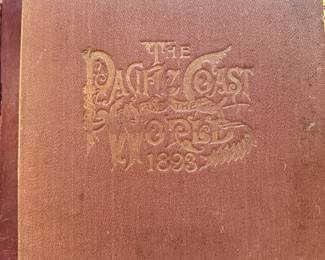 THE
PACIFIC COAST
AND THE
WORLD
1893